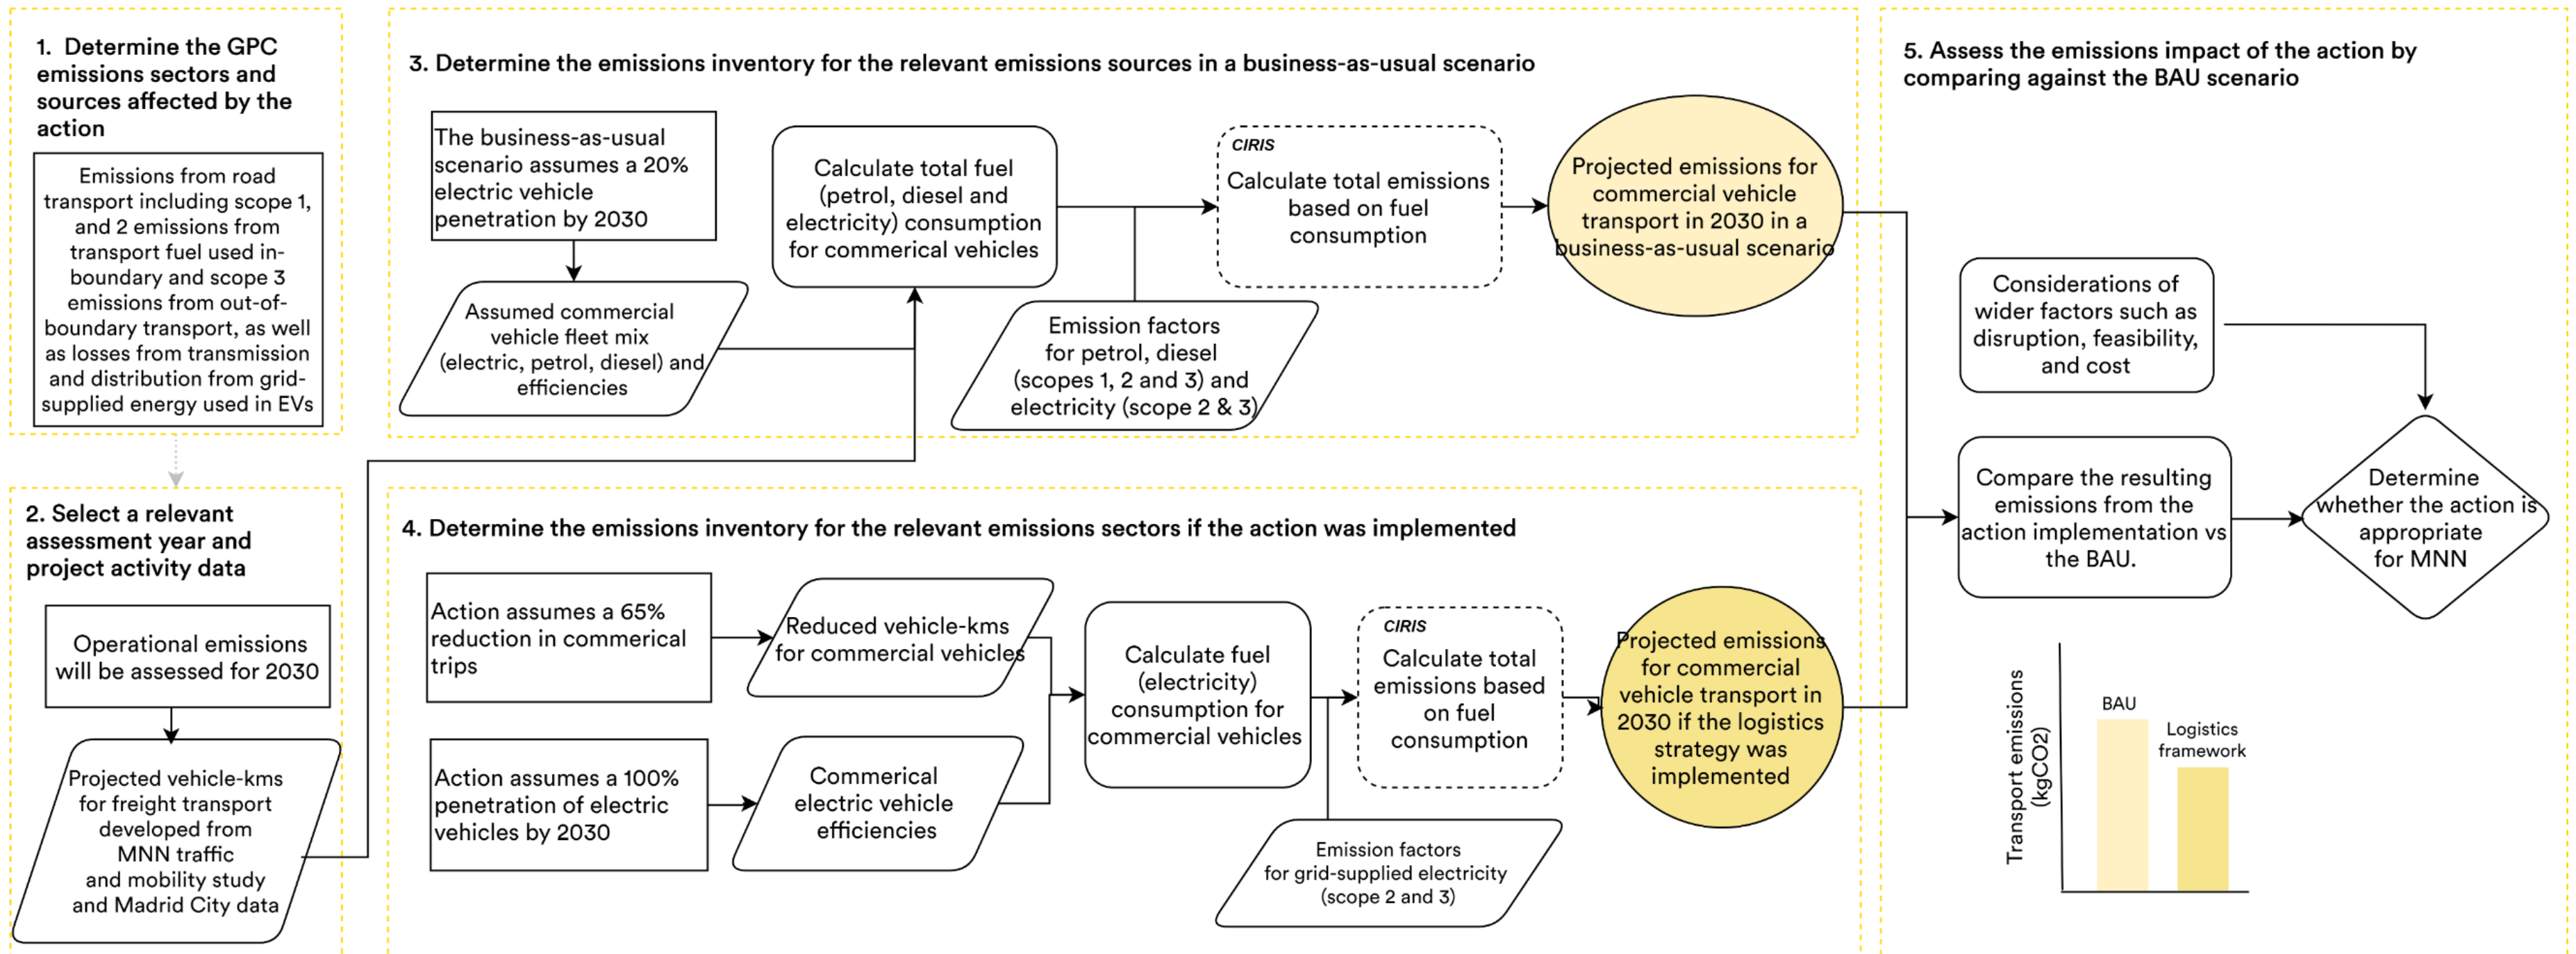 1. Determine the GPC
emissions sectors and
sources affected by the
action
Emissions from road
transport including scope 1,
and 2 emissions from
transport fuel used in-
boundary and scope 3
emissions from out-of-
boundary transport, as well
as losses from transmission
and distribution from grid-
supplied energy used in EVs
2. Select a relevant
assessment year and
project activity data
Operational emissions
will be assessed for 2030
Projected vehicle-kms
for freight transport
developed from
MNN traffic
and mobility study
and Madrid City data
3. Determine the emissions inventory for the relevant emissions sources in a business-as-usual scenario
The business-as-usual
scenario assumes a 20%
electric vehicle
penetration by 2030
Assumed commercial
vehicle fleet mix
(electric, petrol, diesel) and
efficiencies
Calculate total fuel
(petrol, diesel and
electricity) consumption
for commerical vehicles
Emission factors
for petrol, diesel
(scopes 1, 2 and 3) and
electricity (scope 2 & 3)
CIRIS
Calculate total emissions
based on fuel
consumption
Projected emissions for
commercial vehicle
transport in 2030 in a
business-as-usual scenario
4. Determine the emissions inventory for the relevant emissions sectors if the action was implemented
Action assumes a 65%
reduction in commerical
trips
Reduced vehicle-kms
for commercial vehicles
Action assumes a 100%
penetration of electric
vehicles by 2030
Commerical
electric vehicle
efficiencies
Calculate fuel
(electricity)
consumption for
commercial vehicles
Emission factors
for grid-supplied electricity
(scope 2 and 3)
CIRIS
Calculate total
emissions based
on fuel
consumption
Projected emissions
for commercial
vehicle transport in
2030 if the logistics
strategy was
implemented
5. Assess the emissions impact of the action by
comparing against the BAU scenario
Considerations of
wider factors such as
disruption, feasibility,
and cost
Compare the resulting
emissions from the
action implementation vs
the BAU.
Determine
whether the action is
appropriate
for MNN
Transport emissions
(kgCO2)
BAU
Logistics
framework